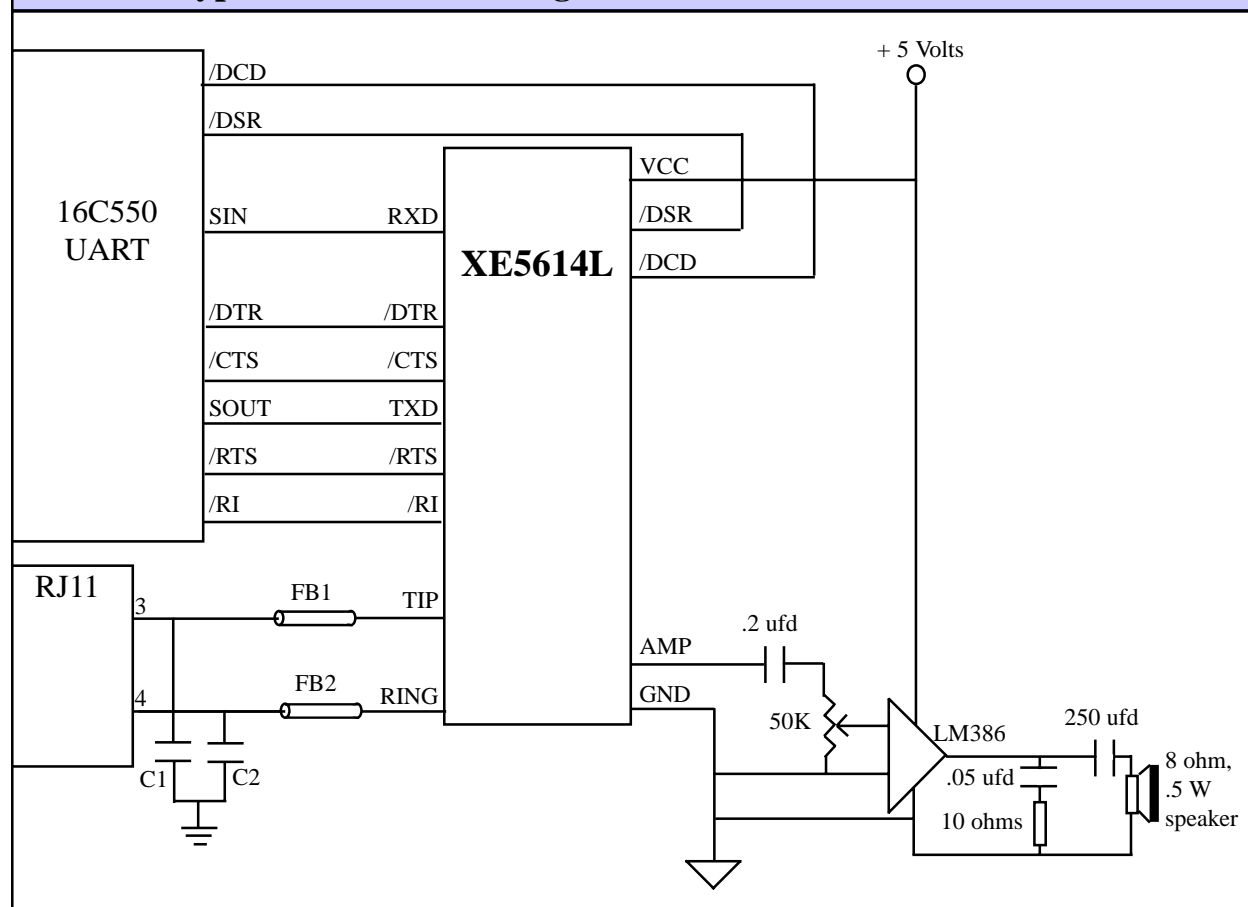 + 5 Volts
/DCD
/DSR
16C550
UART
SIN
RXD
/DTR
/DTR
/CTS
/CTS
SOUT
TXD
/RTS
/RTS
/RI
/RI
XE5614L
VCC
/DSR
/DCD
RJ11
3
4
FB1
TIP
FB2
RING
C1
C2
AMP
GND
.2 ufd
50K
LM386
.05 ufd
10 ohms
250 ufd
8 ohm,
.5 W
speaker